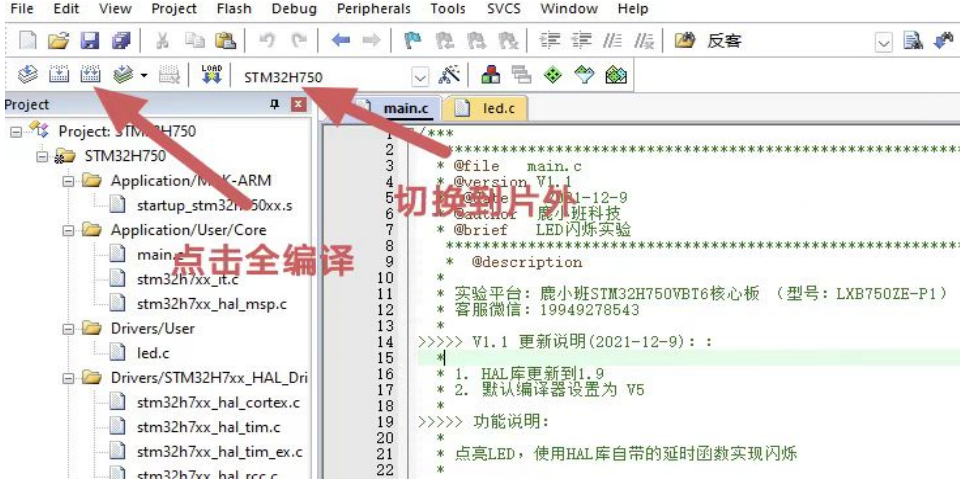 File Edit View Project Flash Debug Peripherals Tools SVCS Window Help
反客
LOAD STM32H750
Project
main.c led.c
Project: STM32H750
STM32H750
Application/MDK-ARM
startup_stm32h750xx.s
Application/User/Core
main.c
stm32h7xx_it.c
stm32h7xx_hal_msp.c
Drivers/User
led.c
Drivers/STM32H7xx_HAL_Dri
stm32h7xx_hal_cortex.c
stm32h7xx_hal_tim.c
stm32h7xx_hal_tim_ex.c
stm32h7xx_hal_rcc.c
点击全编译
切换到片外
1 /***
2 ****************************************************
3 * @file main.c
4 * @version V1.1
5 * @date 2021-12-9
6 * @author 鹿小班科技
7 * @brief LED闪烁实验
8 ****************************************************
9 * @description
10 *
11 * 实验平台：鹿小班STM32H750VBT6核心板 （型号：LXB750ZE-P1）
12 * 客服微信：19949278543
13 *
14 >>>>> V1.1 更新说明(2021-12-9)：：
15 *
16 * 1. HAL库更新到1.9
17 * 2. 默认编译器设置为 V5
18 *
19 >>>>> 功能说明：
20 *
21 * 点亮LED，使用HAL库自带的延时函数实现闪烁
22 *